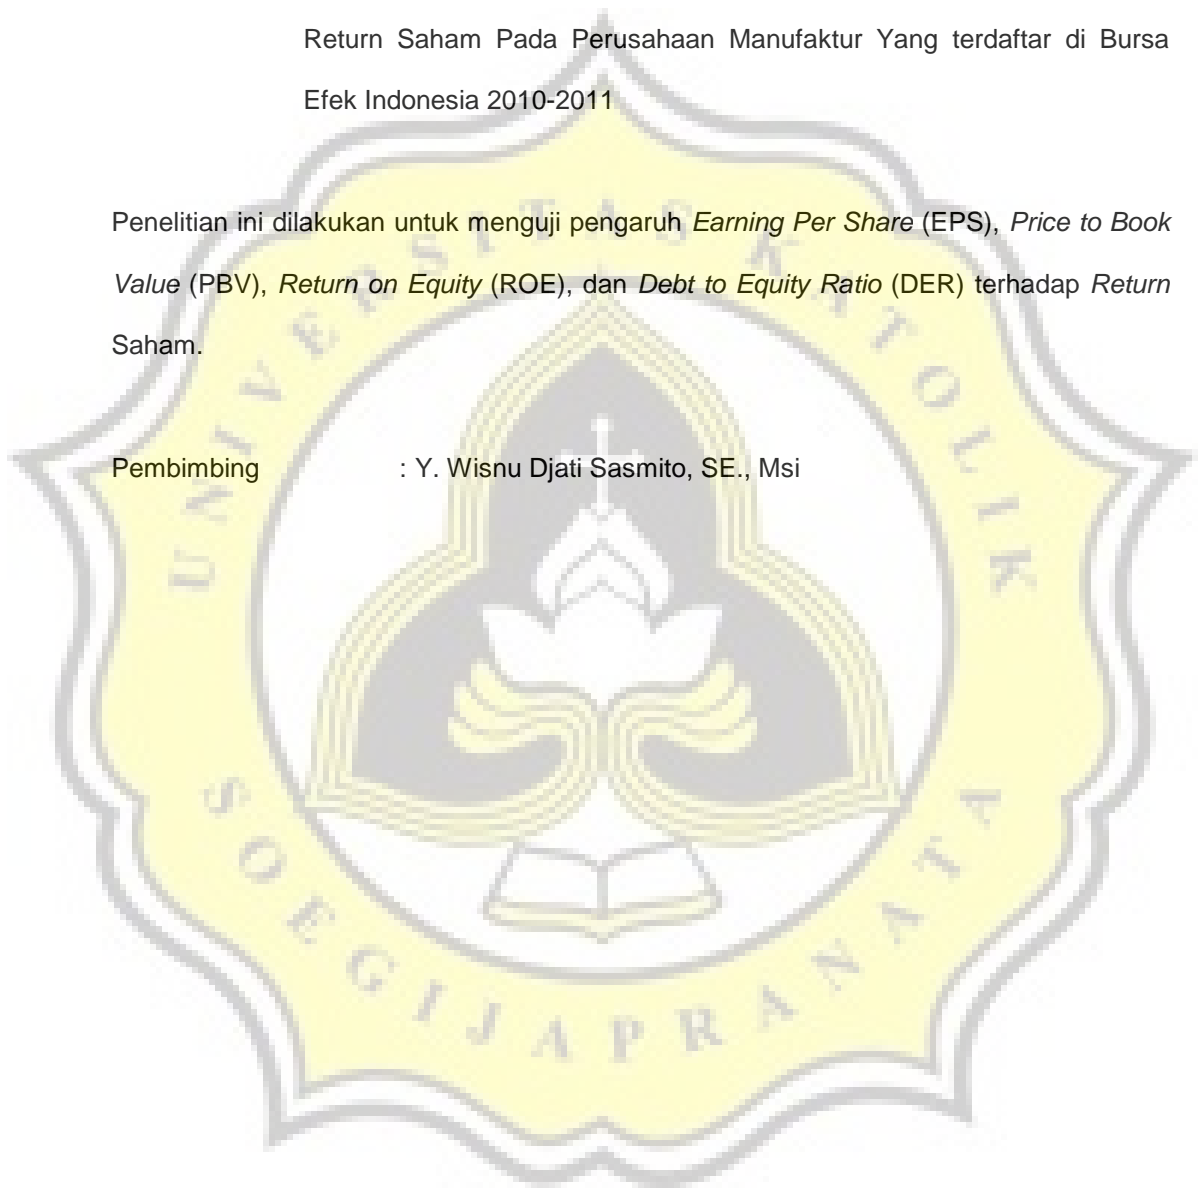 Return Saham Pada Perusahaan Manufaktur Yang terdaftar di Bursa
Efek Indonesia 2010-2011
Penelitian ini dilakukan untuk menguji pengaruh Earning Per Share (EPS), Price to Book
Value (PBV), Return on Equity (ROE), dan Debt to Equity Ratio (DER) terhadap Return
Saham.
Pembimbing : Y. Wisnu Djati Sasmito, SE., Msi
UNIVERSITAS KATOLIK
SOEGIJAPRANATA